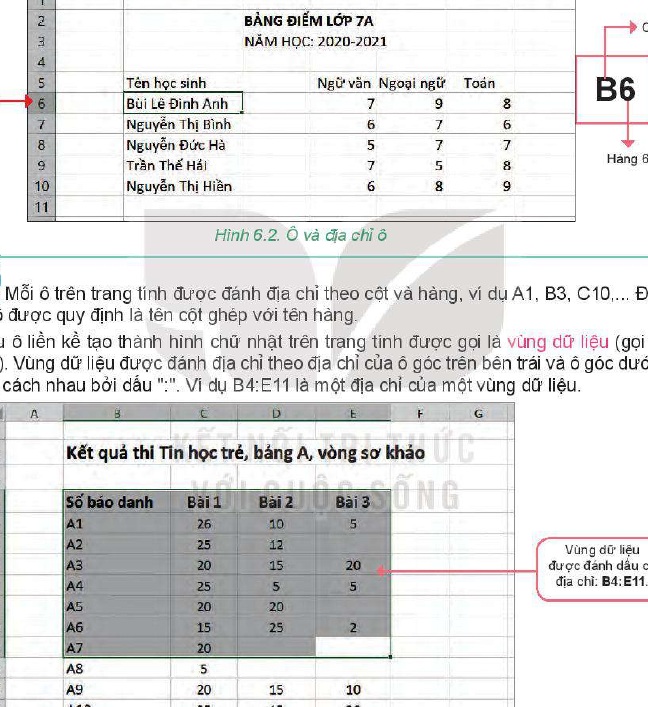 1
2 BẢNG ĐIỂM LỚP 7A
3 NĂM HỌC: 2020-2021
4
5 Tên học sinh Ngữ văn Ngoại ngữ Toán
6 Bùi Lê Đình Anh 7 9 8
7 Nguyễn Thị Bình 6 7 6
8 Nguyễn Đức Hà 5 7 7
9 Trần Thế Hải 7 5 8
10 Nguyễn Thị Hiền 6 8 9
11
B6
Hàng 6
Hình 6.2. Ô và địa chỉ ô
Mỗi ô trên trang tính được đánh địa chỉ theo cột và hàng, ví dụ A1, B3, C10,... Đ
được quy định là tên cột ghép với tên hàng.
ô liền kề tạo thành hình chữ nhật trên trang tính được gọi là vùng dữ liệu (gọi
). Vùng dữ liệu được đánh địa chỉ theo địa chỉ của ô góc trên bên trái và ô góc dướ
cách nhau bởi dấu ":". Ví dụ B4:E11 là một địa chỉ của một vùng dữ liệu.
A B C D E F G
Kết quả thi Tin học trẻ, bảng A, vòng sơ khảo
KẾT NỐI TRI THỨC
VỚI CUỘC SỐNG
Số báo danh Bài 1 Bài 2 Bài 3
A1 26 10 5
A2 25 12
A3 20 15 20
A4 25 5 5
A5 20 20
A6 15 25 2
A7 20
A8 5
A9 20 15 10
Vùng dữ liệu
được đánh dấu c
địa chỉ: B4:E11.